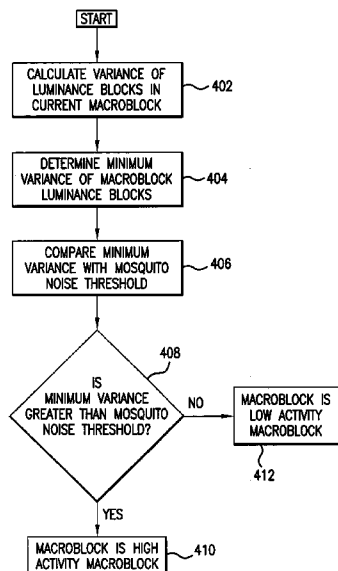 START
CALCULATE VARIANCE OF
LUMINANCE BLOCKS IN
CURRENT MACROBLOCK
402
DETERMINE MINIMUM
VARIANCE OF MACROBLOCK
LUMINANCE BLOCKS
404
COMPARE MINIMUM
VARIANCE WITH MOSQUITO
NOISE THRESHOLD
406
408
IS
MINIMUM VARIANCE
GREATER THAN MOSQUITO
NOISE THRESHOLD?
NO
MACROBLOCK IS
LOW ACTIVITY
MACROBLOCK
412
YES
MACROBLOCK IS HIGH
ACTIVITY MACROBLOCK
410